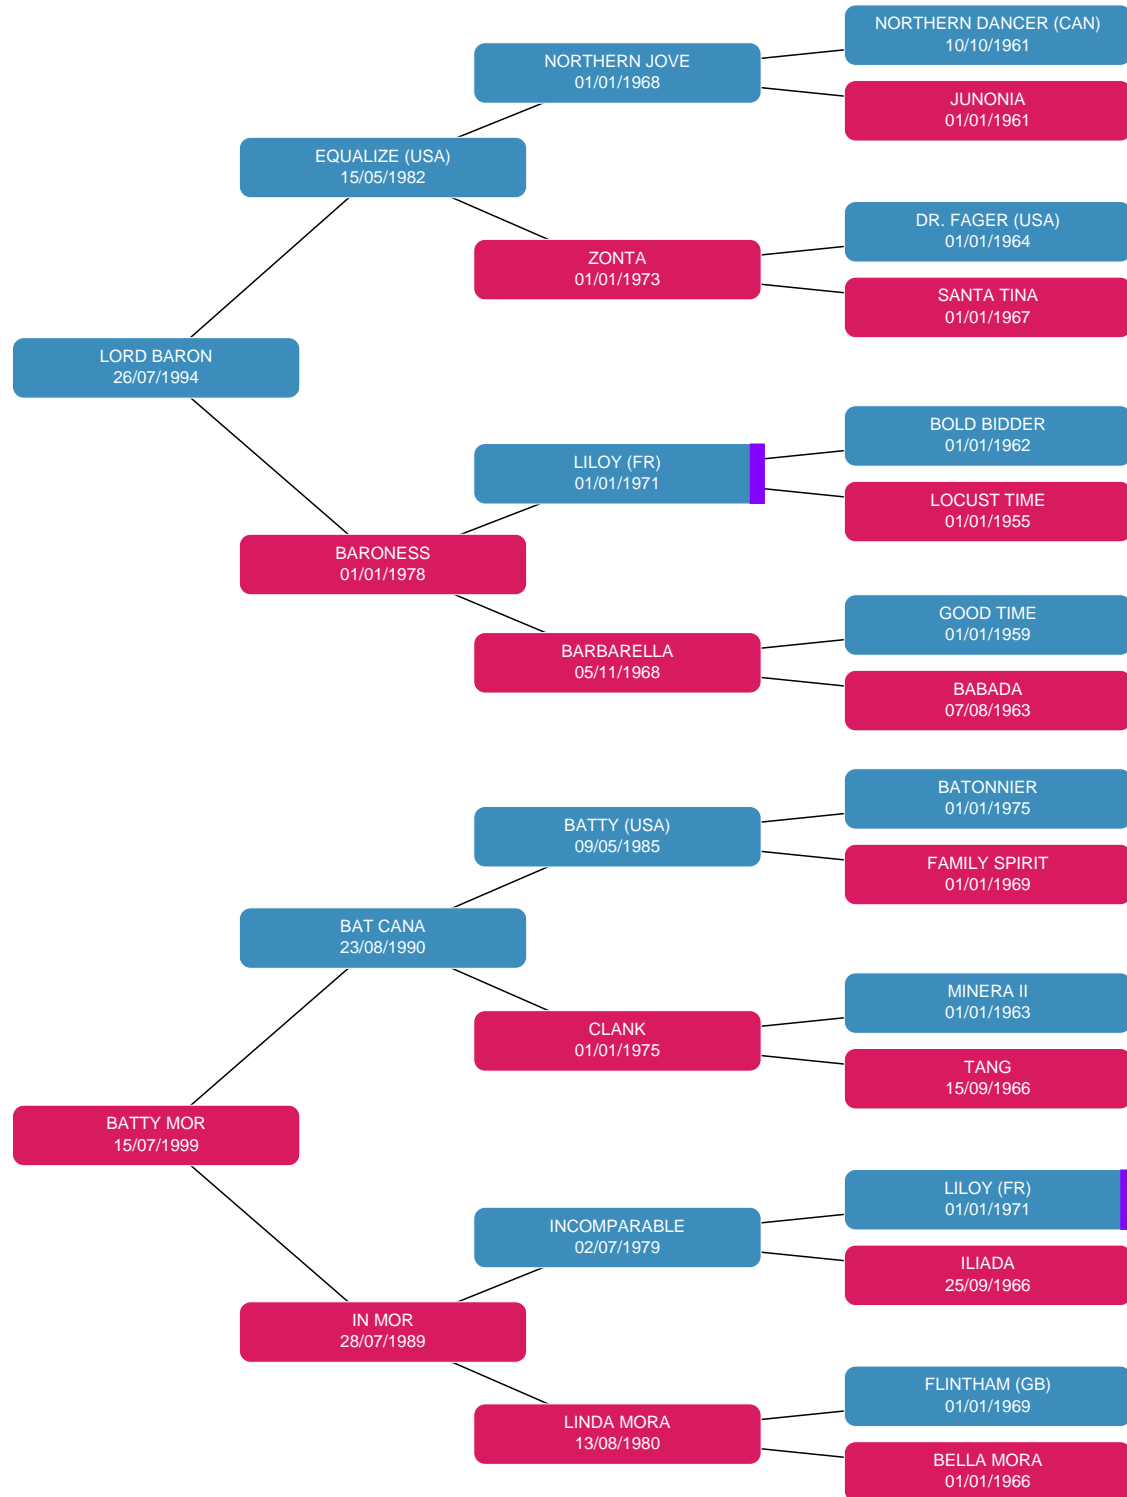 NORTHERN DANCER (CAN)
10/10/1961
NORTHERN JOVE
01/01/1968
JUNONIA
01/01/1961
EQUALIZE (USA)
15/05/1982
DR. FAGER (USA)
01/01/1964
ZONTA
01/01/1973
SANTA TINA
01/01/1967
LORD BARON
26/07/1994
BOLD BIDDER
01/01/1962
LILOY (FR)
01/01/1971
LOCUST TIME
01/01/1955
BARONESS
01/01/1978
GOOD TIME
01/01/1959
BARBARELLA
05/11/1968
BABADA
07/08/1963
BATONNIER
01/01/1975
BATTY (USA)
09/05/1985
FAMILY SPIRIT
01/01/1969
BAT CANA
23/08/1990
MINERA II
01/01/1963
CLANK
01/01/1975
TANG
15/09/1966
BATTY MOR
15/07/1999
LILOY (FR)
01/01/1971
INCOMPARABLE
02/07/1979
ILIADA
25/09/1966
IN MOR
28/07/1989
FLINTHAM (GB)
01/01/1969
LINDA MORA
13/08/1980
BELLA MORA
01/01/1966